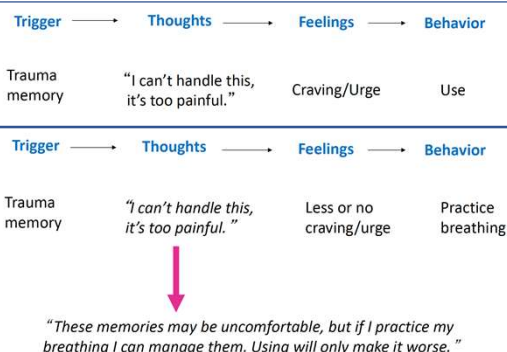 Trigger Thoughts Feelings Behavior
Trauma memory “I can’t handle this, it’s too painful.” Craving/Urge Use
Trigger Thoughts Feelings Behavior
Trauma memory “I can’t handle this, it’s too painful. ” Less or no craving/urge Practice breathing
“These memories may be uncomfortable, but if I practice my
breathing I can manage them. Using will only make it worse. ”